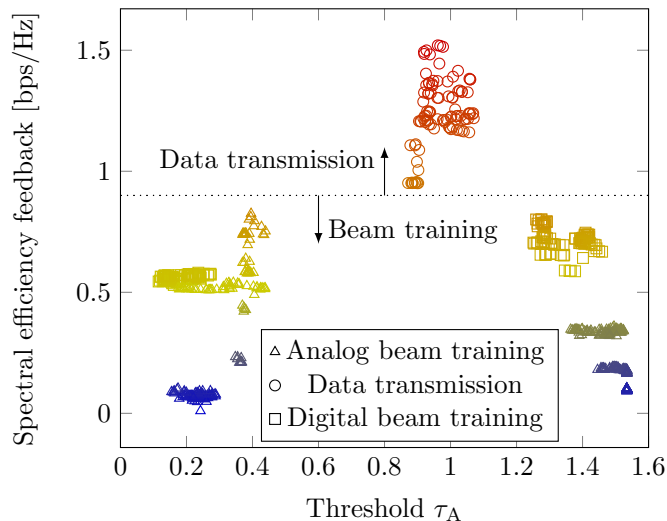 Spectral efficiency feedback [bps/Hz]
1.5
1
0.5
0
Data transmission
Beam training
Analog beam training
Data transmission
Digital beam training
0 0.2 0.4 0.6 0.8 1 1.2 1.4 1.6
Threshold τ_A